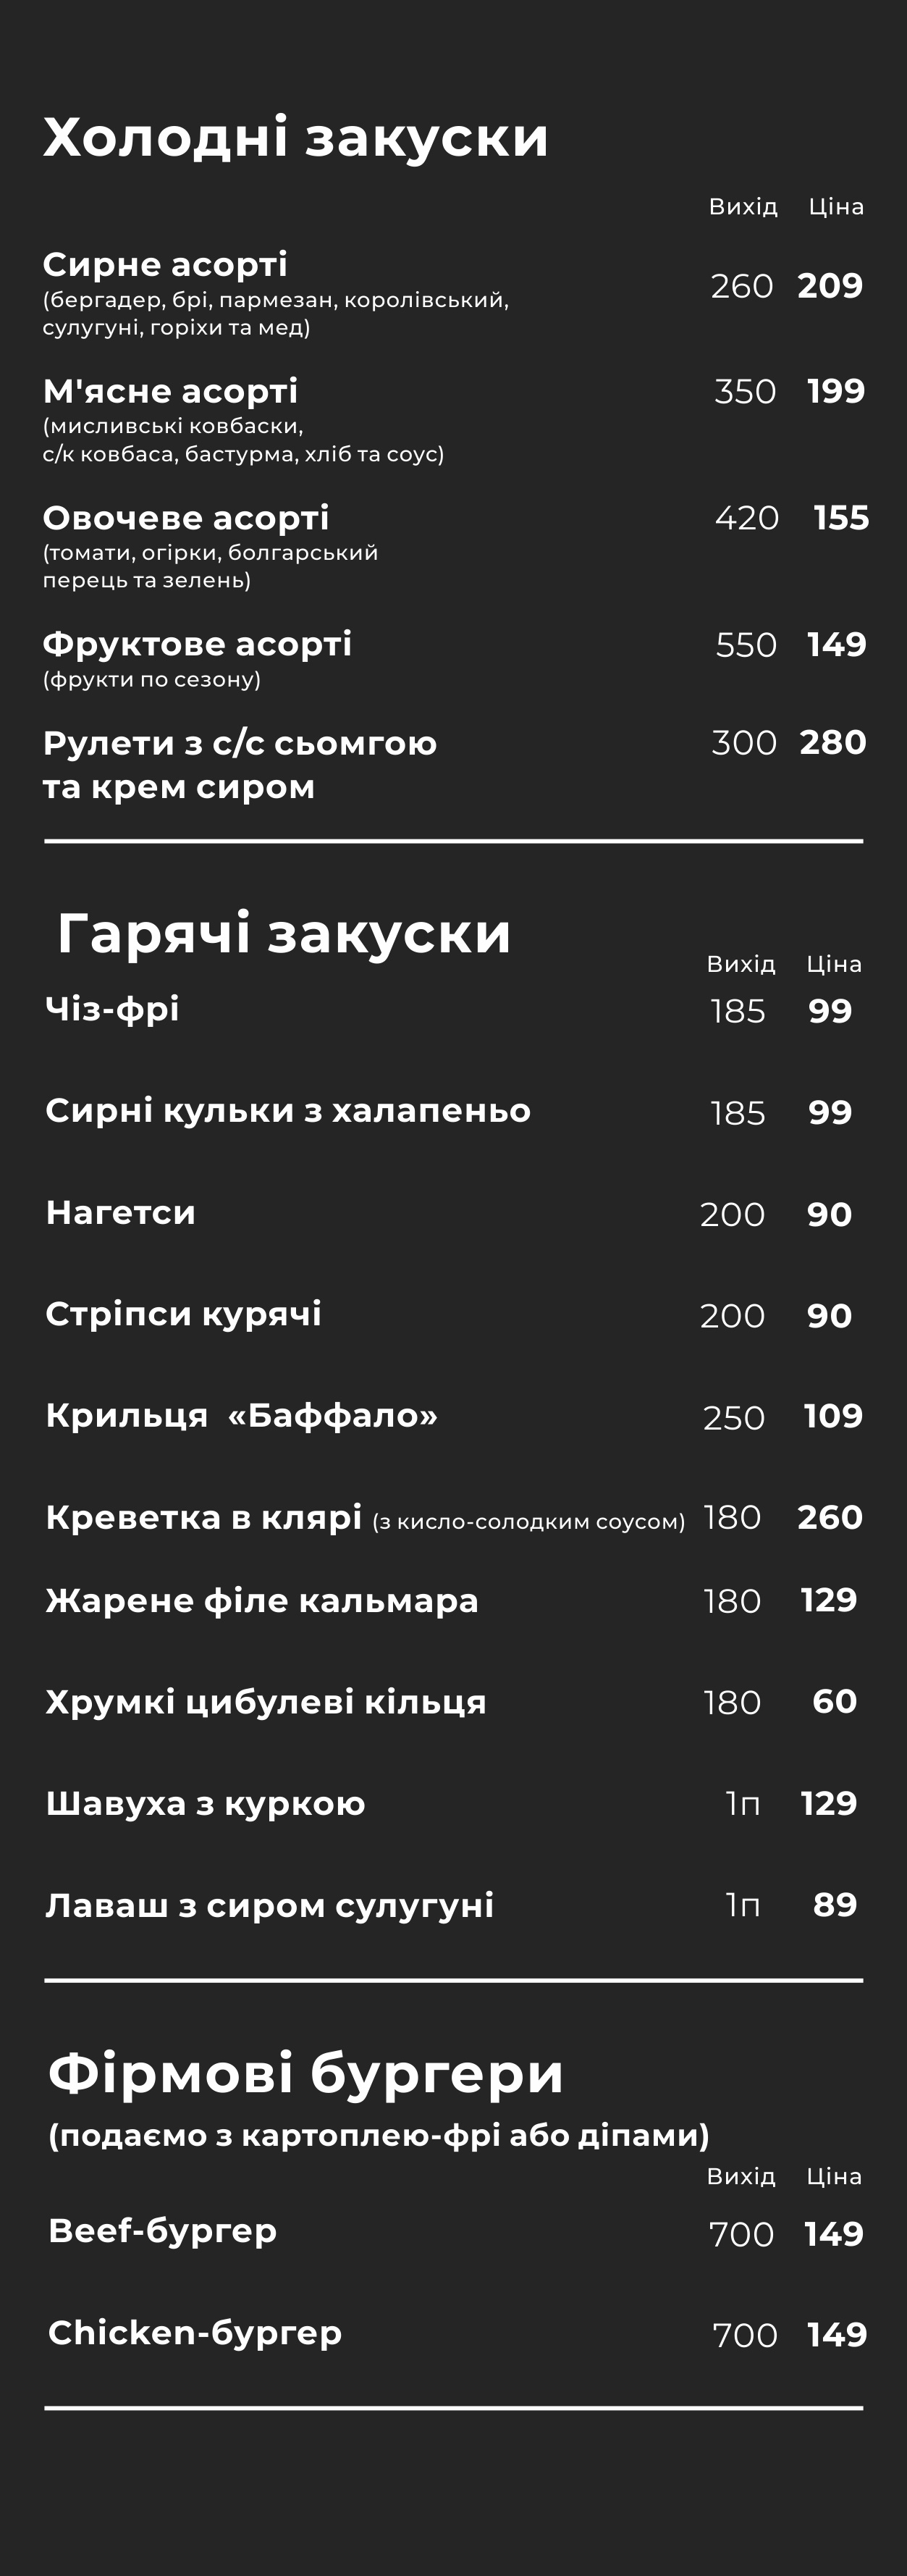 Холодні закуски
Вихід Ціна
Сирне асорті 260 209
(бергадер, брі, пармезан, королівський,
сулугуні, горіхи та мед)
М'ясне асорті 350 199
(мисливські ковбаски,
с/к ковбаса, бастурма, хліб та соус)
Овочеве асорті 420 155
(томати, огірки, болгарський
перець та зелень)
Фруктове асорті 550 149
(фрукти по сезону)
Рулети з с/с сьомгою 300 280
та крем сиром
Гарячі закуски
Вихід Ціна
Чіз-фрі 185 99
Сирні кульки з халапеньо 185 99
Нагетси 200 90
Стріпси курячі 200 90
Крильця «Баффало» 250 109
Креветка в клярі (з кисло-солодким соусом) 180 260
Жарене філе кальмара 180 129
Хрумкі цибулеві кільця 180 60
Шавуха з куркою 1п 129
Лаваш з сиром сулугуні 1п 89
Фірмові бургери
(подаємо з картоплею-фрі або діпами)
Вихід Ціна
Beef-бургер 700 149
Chicken-бургер 700 149